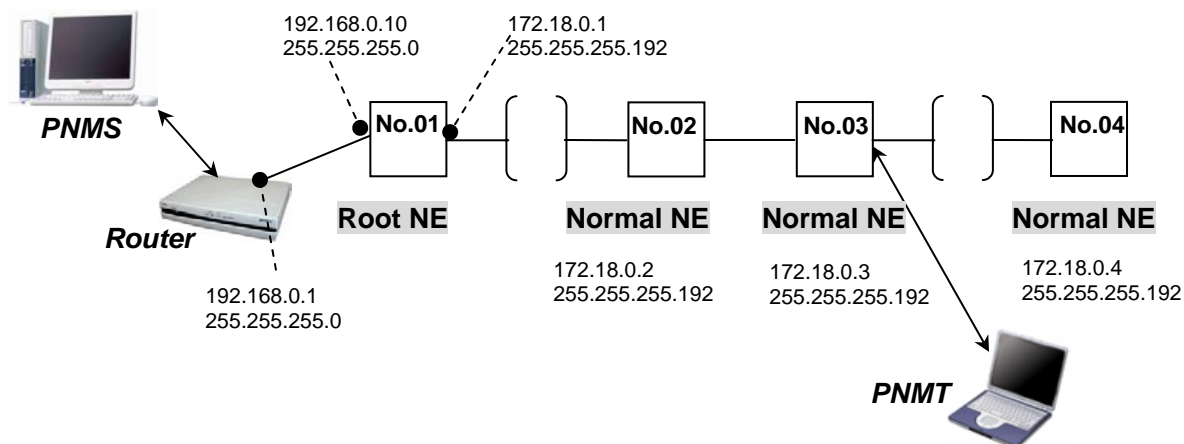 192.168.0.10
255.255.255.0
172.18.0.1
255.255.255.192
PNMS
No.01
No.02
No.03
No.04
Router
Root NE
Normal NE
Normal NE
Normal NE
192.168.0.1
255.255.255.0
172.18.0.2
255.255.255.192
172.18.0.3
255.255.255.192
172.18.0.4
255.255.255.192
PNMT